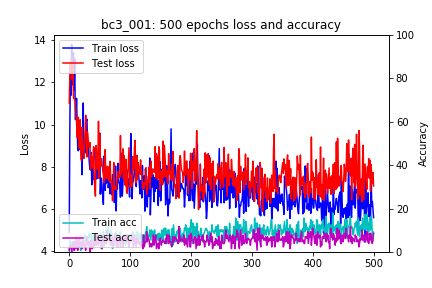 bc3_001: 500 epochs loss and accuracy
14
12
10
8
6
4
Loss
100
80
60
40
20
0
Accuracy
Train loss
Test loss
Train acc
Test acc
0 100 200 300 400 500